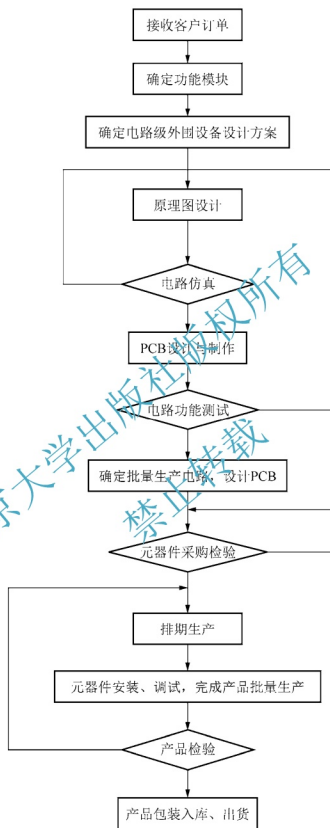 接收客户订单
确定功能模块
确定电路级外围设备设计方案
原理图设计
电路仿真
PCB设计与制作
电路功能测试
确定批量生产电路，设计PCB
元器件采购检验
排期生产
元器件安装、调试，完成产品批量生产
产品检验
产品包装入库、出货
京大学出版社版权所有
禁止转载